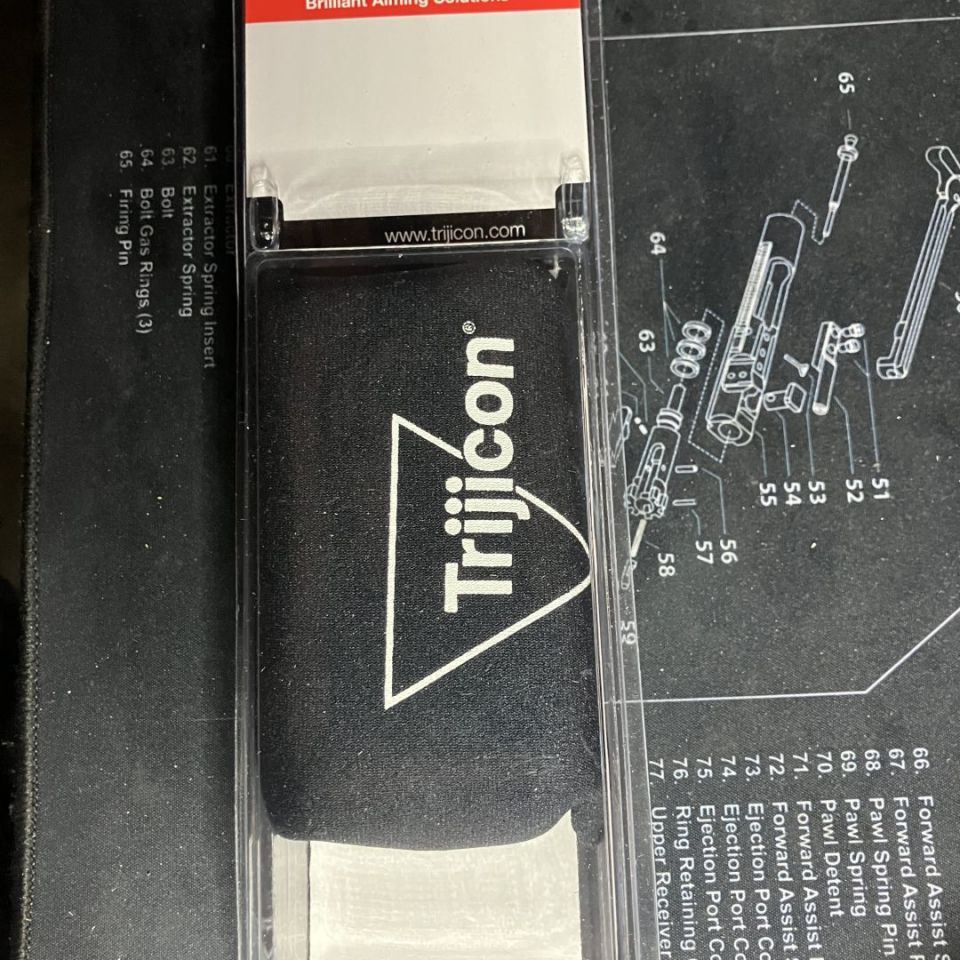 Brilliant Aiming Solutions
www.trijicon.com
Trijicon®
61. Extractor Spring Insert
62. Extractor Spring
63. Bolt
64. Bolt Gas Rings (3)
65. Firing Pin
65
64
63
51
52
53
54
55
56
57
58
59
66. Forward Assist S
67. Forward Assist
68. Pawl Spring Pin
69. Pawl Spring
70. Pawl Detent
71. Forward Assist
72. Forward Assist S
73. Ejection Port Co
74. Ejection Port C
75. Ejection Port Co
76. Ring Retaining
77. Upper Receiver